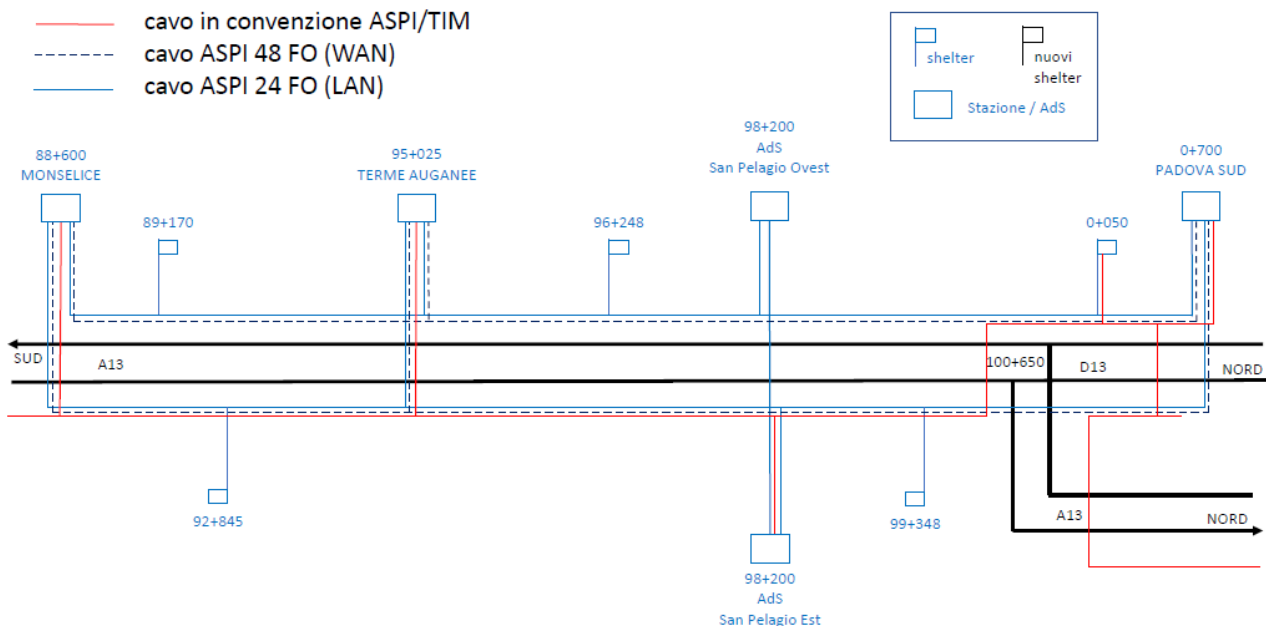 cavo in convenzione ASPI/TIM
cavo ASPI 48 FO (WAN)
cavo ASPI 24 FO (LAN)
shelter
nuovi
shelter
Stazione / AdS
88+600
MONSELICE
95+025
TERME AUGANEE
98+200
AdS
San Pelagio Ovest
0+700
PADOVA SUD
89+170
96+248
0+050
SUD
A13
100+650
D13
NORD
92+845
99+348
A13
NORD
98+200
AdS
San Pelagio Est